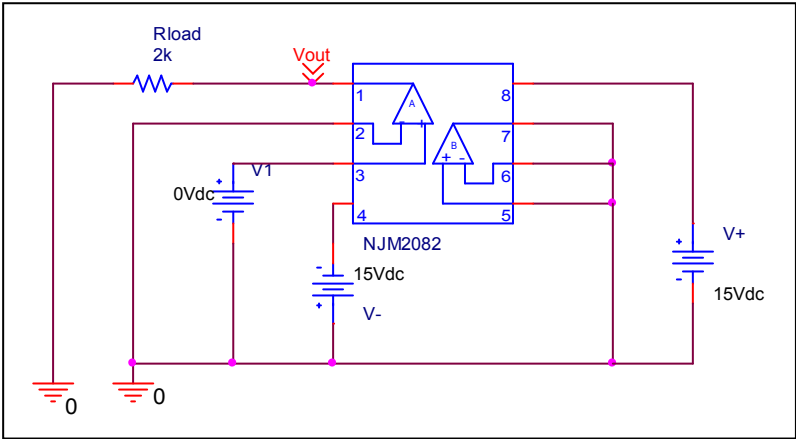 Rload
2k
Vout
1
2
3
4
A
B
- +
+ -
8
7
6
5
V1
+
0Vdc
-
NJM2082
-
15Vdc
+
V-
V+
+
-
15Vdc
0
0